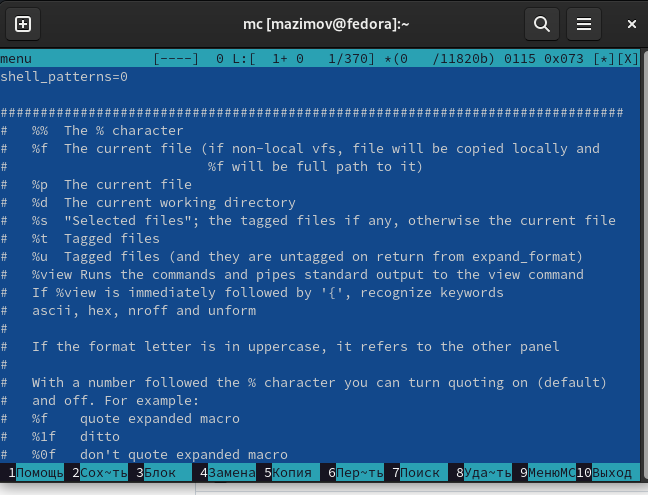 mc [mazimov@fedora]:~
menu [----] 0 L:[ 1+ 0 1/370] *(0 /11820b) 0115 0x073 [*][X]
shell_patterns=0
##############################################################################
# %% The % character
# %f The current file (if non-local vfs, file will be copied locally and
# %f will be full path to it)
# %p The current file
# %d The current working directory
# %s "Selected files"; the tagged files if any, otherwise the current file
# %t Tagged files
# %u Tagged files (and they are untagged on return from expand_format)
# %view Runs the commands and pipes standard output to the view command
# If %view is immediately followed by '{', recognize keywords
# ascii, hex, nroff and unform
#
# If the format letter is in uppercase, it refers to the other panel
#
# With a number followed the % character you can turn quoting on (default)
# and off. For example:
# %f quote expanded macro
# %1f ditto
# %0f don't quote expanded macro
1Помощь 2Сох~ть 3Блок 4Замена 5Копия 6Пер~ть 7Поиск 8Уда~ть 9МенюMC 10Выход